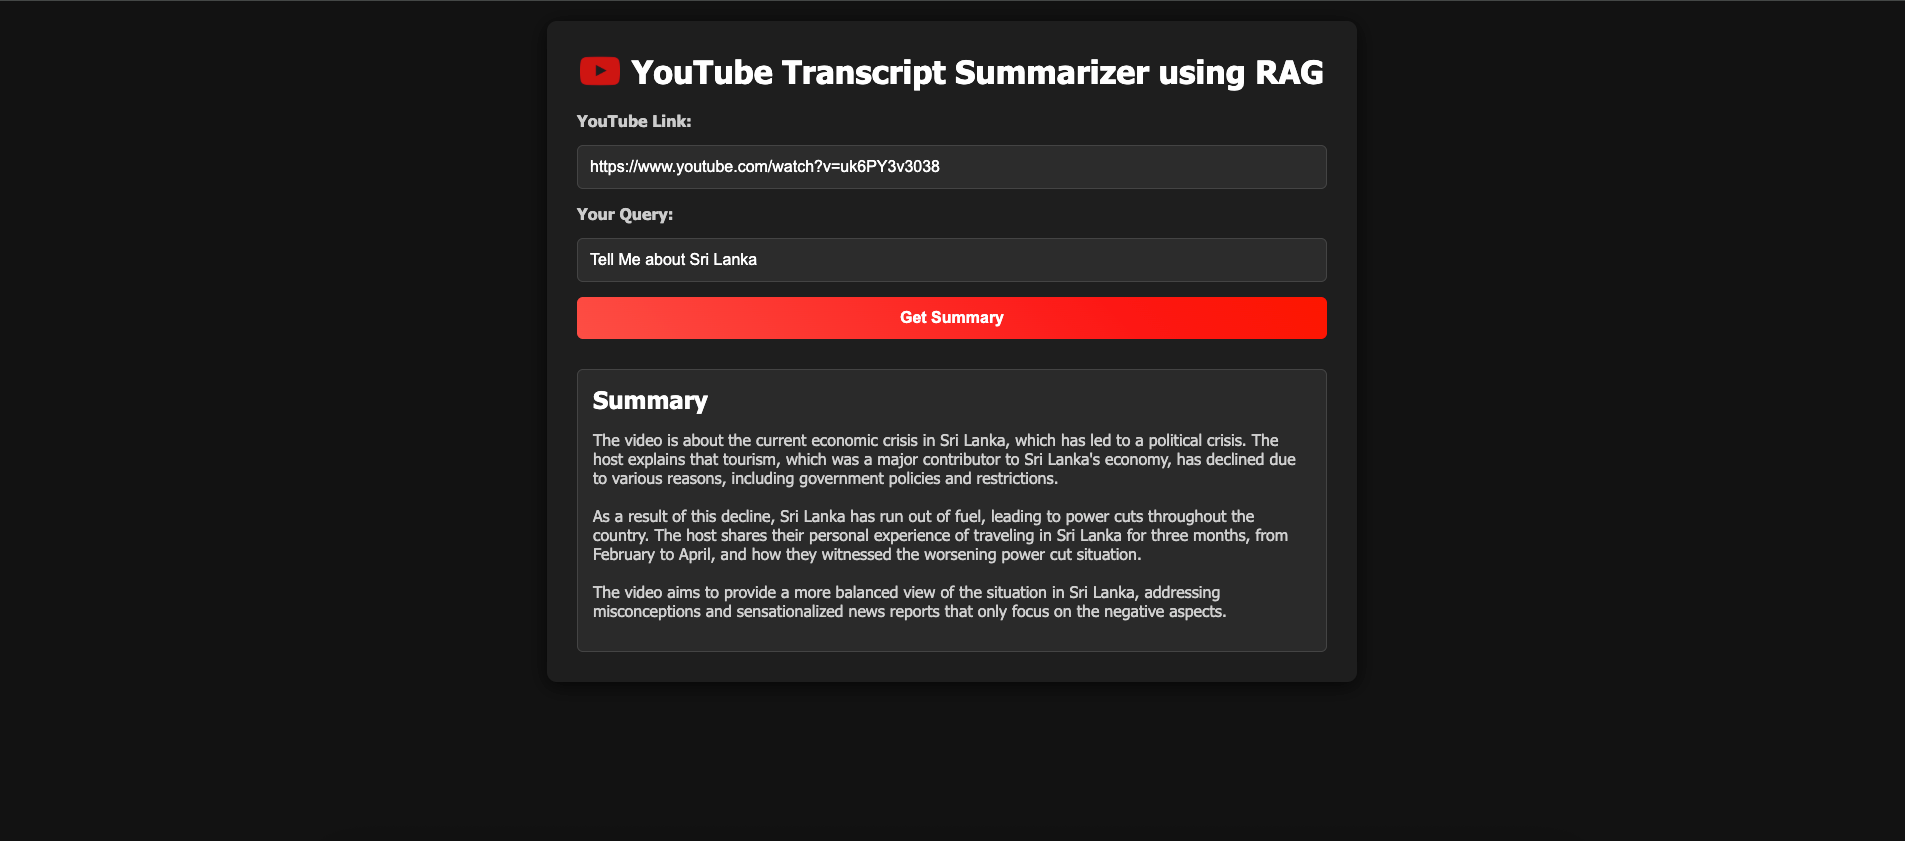 YouTube Transcript Summarizer using RAG
YouTube Link:
https://www.youtube.com/watch?v=uk6PY3v3038
Your Query:
Tell Me about Sri Lanka
Get Summary
Summary
The video is about the current economic crisis in Sri Lanka, which has led to a political crisis. The
host explains that tourism, which was a major contributor to Sri Lanka's economy, has declined due
to various reasons, including government policies and restrictions.
As a result of this decline, Sri Lanka has run out of fuel, leading to power cuts throughout the
country. The host shares their personal experience of traveling in Sri Lanka for three months, from
February to April, and how they witnessed the worsening power cut situation.
The video aims to provide a more balanced view of the situation in Sri Lanka, addressing
misconceptions and sensationalized news reports that only focus on the negative aspects.